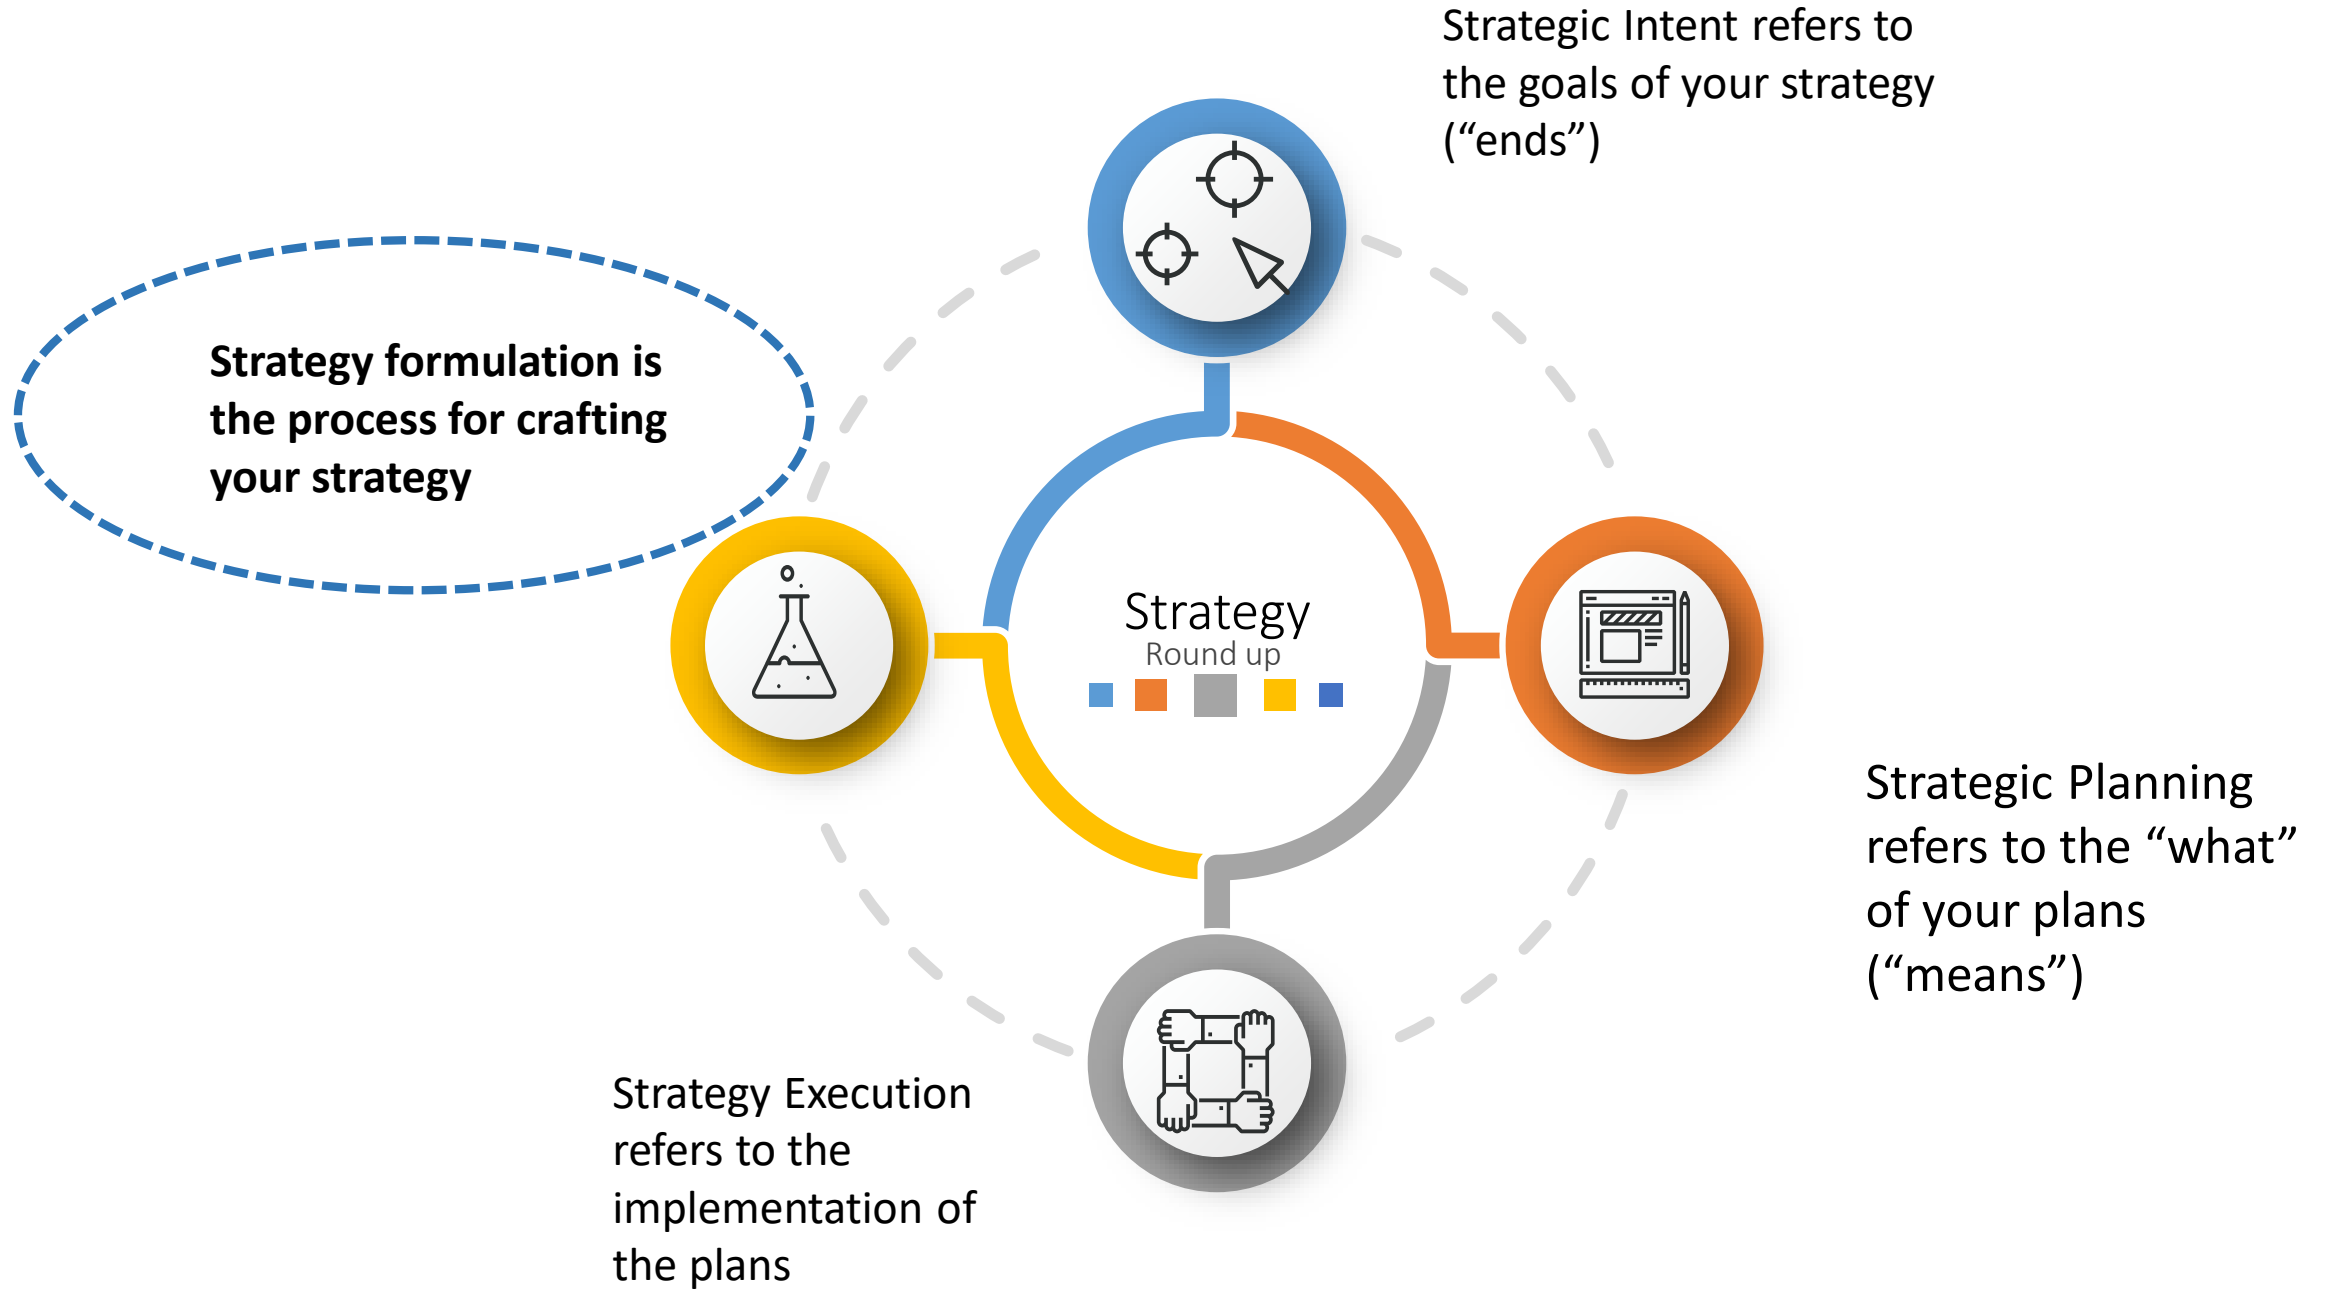 Strategic Intent refers to
the goals of your strategy
(“ends”)
Strategy formulation is
the process for crafting
your strategy
Strategy
Round up
Strategic Planning
refers to the “what”
of your plans
(“means”)
Strategy Execution
refers to the
implementation of
the plans